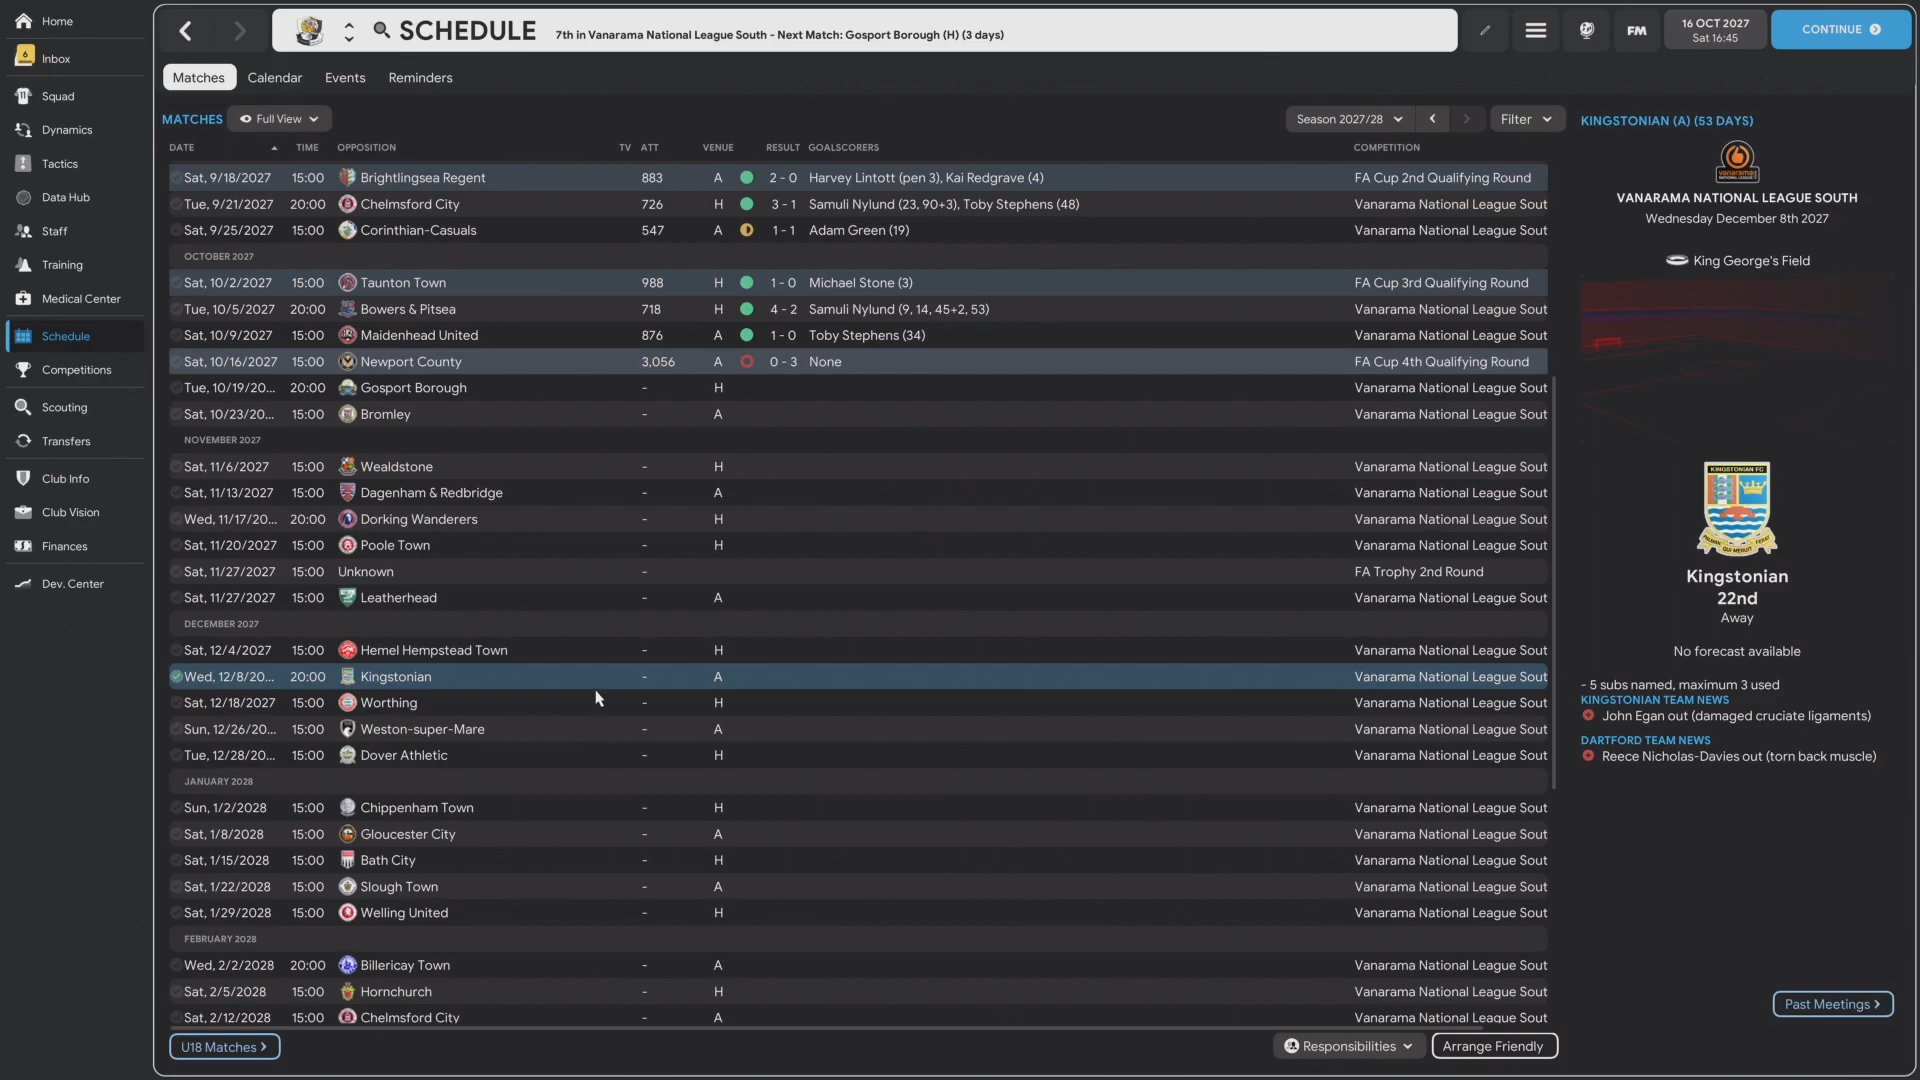 Home
6
Inbox
Squad
Dynamics
Tactics
Data Hub
Staff
Training
Medical Center
Schedule
Competitions
Scouting
Transfers
Club Info
Club Vision
Finances
Dev. Center
SCHEDULE 7th in Vanarama National League South - Next Match: Gosport Borough (H) (3 days)
FM
16 OCT 2027
Sat 16:45
CONTINUE
Matches Calendar Events Reminders
MATCHES Full View Season 2027/28 Filter
DATE TIME OPPOSITION TV ATT VENUE RESULT GOALSCORERS COMPETITION
Sat, 9/18/2027 15:00 Brightlingsea Regent 883 A 2 - 0 Harvey Lintott (pen 3), Kai Redgrave (4) FA Cup 2nd Qualifying Round
Tue, 9/21/2027 20:00 Chelmsford City 726 H 3 - 1 Samuli Nylund (23, 90+3), Toby Stephens (48) Vanarama National League Sout
Sat, 9/25/2027 15:00 Corinthian-Casuals 547 A 1 - 1 Adam Green (19) Vanarama National League Sout
OCTOBER 2027
Sat, 10/2/2027 15:00 Taunton Town 988 H 1 - 0 Michael Stone (3) FA Cup 3rd Qualifying Round
Tue, 10/5/2027 20:00 Bowers & Pitsea 718 H 4 - 2 Samuli Nylund (9, 14, 45+2, 53) Vanarama National League Sout
Sat, 10/9/2027 15:00 Maidenhead United 876 A 1 - 0 Toby Stephens (34) Vanarama National League Sout
Sat, 10/16/2027 15:00 Newport County 3,056 A 0 - 3 None FA Cup 4th Qualifying Round
Tue, 10/19/20... 20:00 Gosport Borough - H Vanarama National League Sout
Sat, 10/23/20... 15:00 Bromley - A Vanarama National League Sout
NOVEMBER 2027
Sat, 11/6/2027 15:00 Wealdstone - H Vanarama National League Sout
Sat, 11/13/2027 15:00 Dagenham & Redbridge - A Vanarama National League Sout
Wed, 11/17/20... 20:00 Dorking Wanderers - H Vanarama National League Sout
Sat, 11/20/2027 15:00 Poole Town - H Vanarama National League Sout
Sat, 11/27/2027 15:00 Unknown - FA Trophy 2nd Round
Sat, 11/27/2027 15:00 Leatherhead - A Vanarama National League Sout
DECEMBER 2027
Sat, 12/4/2027 15:00 Hemel Hempstead Town - H Vanarama National League Sout
Wed, 12/8/20... 20:00 Kingstonian - A Vanarama National League Sout
Sat, 12/18/2027 15:00 Worthing - H Vanarama National League Sout
Sun, 12/26/20... 15:00 Weston-super-Mare - A Vanarama National League Sout
Tue, 12/28/20... 15:00 Dover Athletic - H Vanarama National League Sout
JANUARY 2028
Sun, 1/2/2028 15:00 Chippenham Town - H Vanarama National League Sout
Sat, 1/8/2028 15:00 Gloucester City - A Vanarama National League Sout
Sat, 1/15/2028 15:00 Bath City - H Vanarama National League Sout
Sat, 1/22/2028 15:00 Slough Town - A Vanarama National League Sout
Sat, 1/29/2028 15:00 Welling United - H Vanarama National League Sout
FEBRUARY 2028
Wed, 2/2/2028 20:00 Billericay Town - A Vanarama National League Sout
Sat, 2/5/2028 15:00 Hornchurch - H Vanarama National League Sout
Sat, 2/12/2028 15:00 Chelmsford City - A Vanarama National League Sout
U18 Matches Responsibilities Arrange Friendly
KINGSTONIAN (A) (53 DAYS)
vanarama
VANARAMA NATIONAL LEAGUE SOUTH
Wednesday December 8th 2027
King George's Field
KINGSTONIAN FC
Kingstonian
22nd
Away
No forecast available
- 5 subs named, maximum 3 used
KINGSTONIAN TEAM NEWS
John Egan out (damaged cruciate ligaments)
DARTFORD TEAM NEWS
Reece Nicholas-Davies out (torn back muscle)
Past Meetings